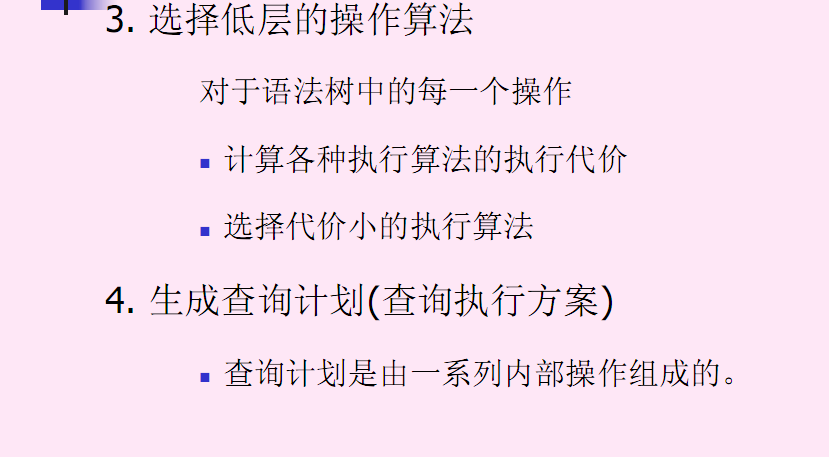 3. 选择低层的操作算法
对于语法树中的每一个操作
计算各种执行算法的执行代价
选择代价小的执行算法
4. 生成查询计划(查询执行方案)
查询计划是由一系列内部操作组成的。